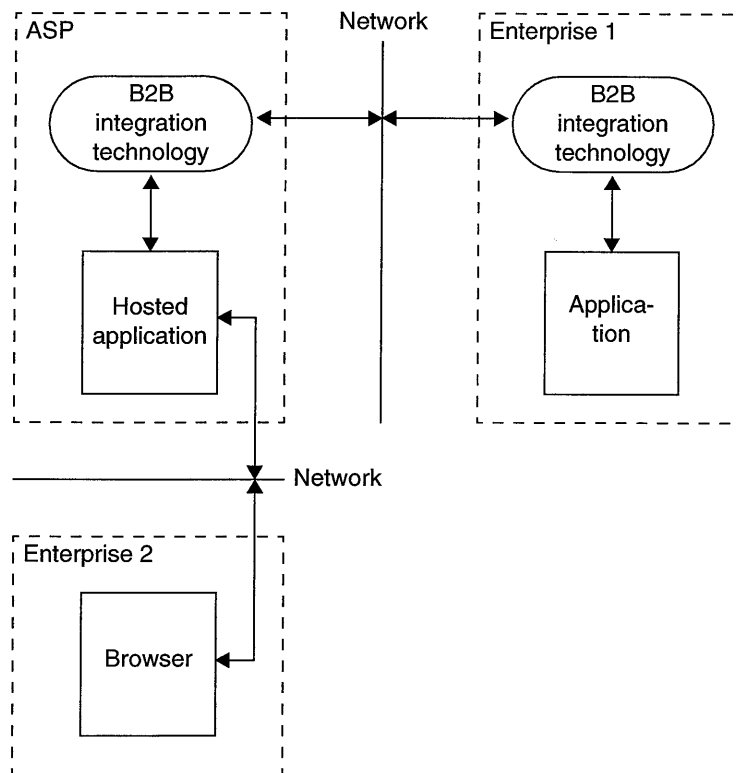 ASP
Network
Enterprise 1
B2B
integration
technology
B2B
integration
technology
Hosted
application
Applica-
tion
Network
Enterprise 2
Browser